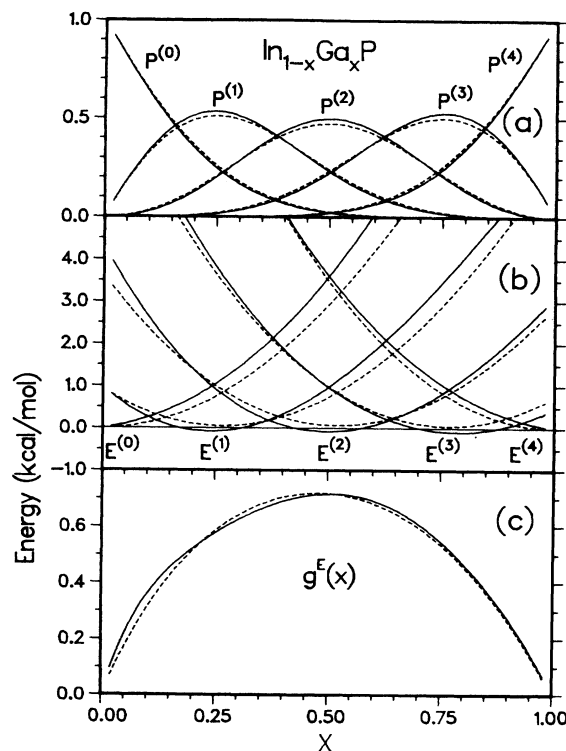 1.0
In₁₋ₓGaₓP
P⁽⁰⁾
P⁽⁴⁾
P⁽¹⁾
P⁽²⁾
P⁽³⁾
0.5
(a)
0.0
4.0
(b)
3.0
2.0
1.0
0.0
E⁽⁰⁾ E⁽¹⁾ E⁽²⁾ E⁽³⁾ E⁽⁴⁾
-1.0
Energy (kcal/mol)
(c)
0.6
0.4
gᴱ(x)
0.2
0.0
0.00 0.25 0.50 0.75 1.00
X